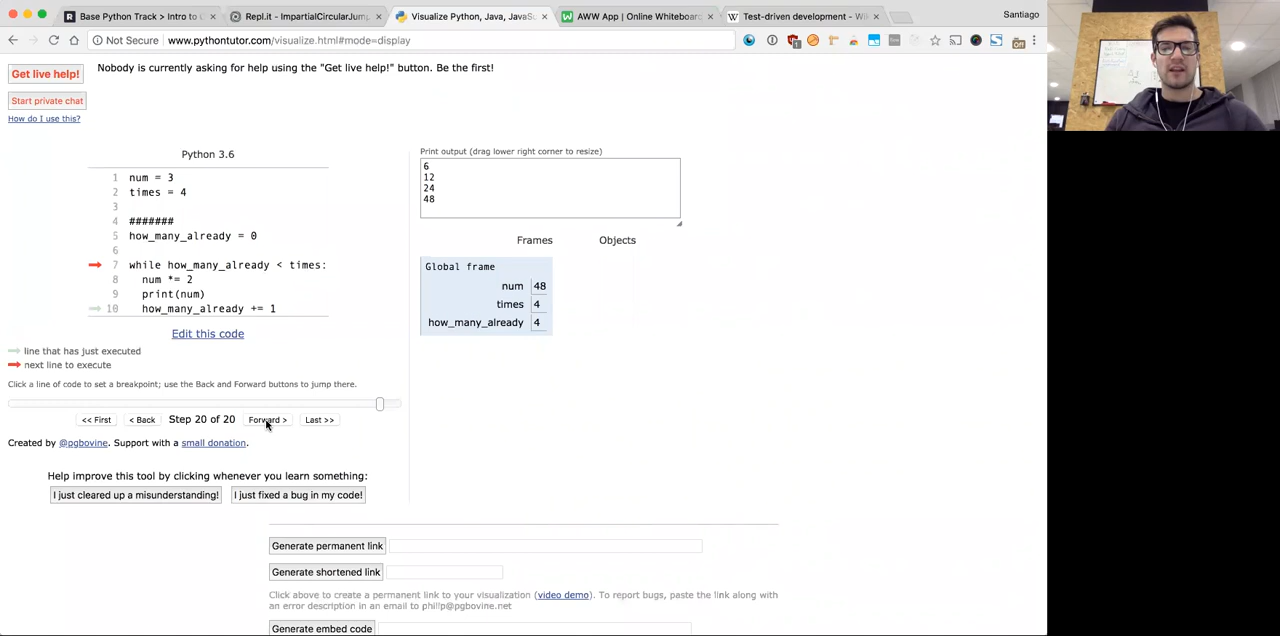 Base Python Track > Intro to C
Repl.it - ImpartialCircularJump
Visualize Python, Java, JavaSc
AWW App | Online Whiteboard
Test-driven development - Wiki
Santiago
Not Secure
www.pythontutor.com/visualize.html#mode=display
Get live help!
Nobody is currently asking for help using the "Get live help!" button. Be the first!
Start private chat
How do I use this?
Python 3.6
1 num = 3
2 times = 4
3
4 #######
5 how_many_already = 0
6
7 while how_many_already < times:
8 num *= 2
9 print(num)
10 how_many_already += 1
Edit this code
line that has just executed
next line to execute
Click a line of code to set a breakpoint; use the Back and Forward buttons to jump there.
<< First
< Back
Step 20 of 20
Forward >
Last >>
Created by @pgbovine. Support with a small donation.
Help improve this tool by clicking whenever you learn something:
I just cleared up a misunderstanding!
I just fixed a bug in my code!
Print output (drag lower right corner to resize)
6
12
24
48
Frames
Objects
Global frame
num 48
times 4
how_many_already 4
Generate permanent link
Generate shortened link
Click above to create a permanent link to your visualization (video demo). To report bugs, paste the link along with
an error description in an email to philip@pgbovine.net
Generate embed code